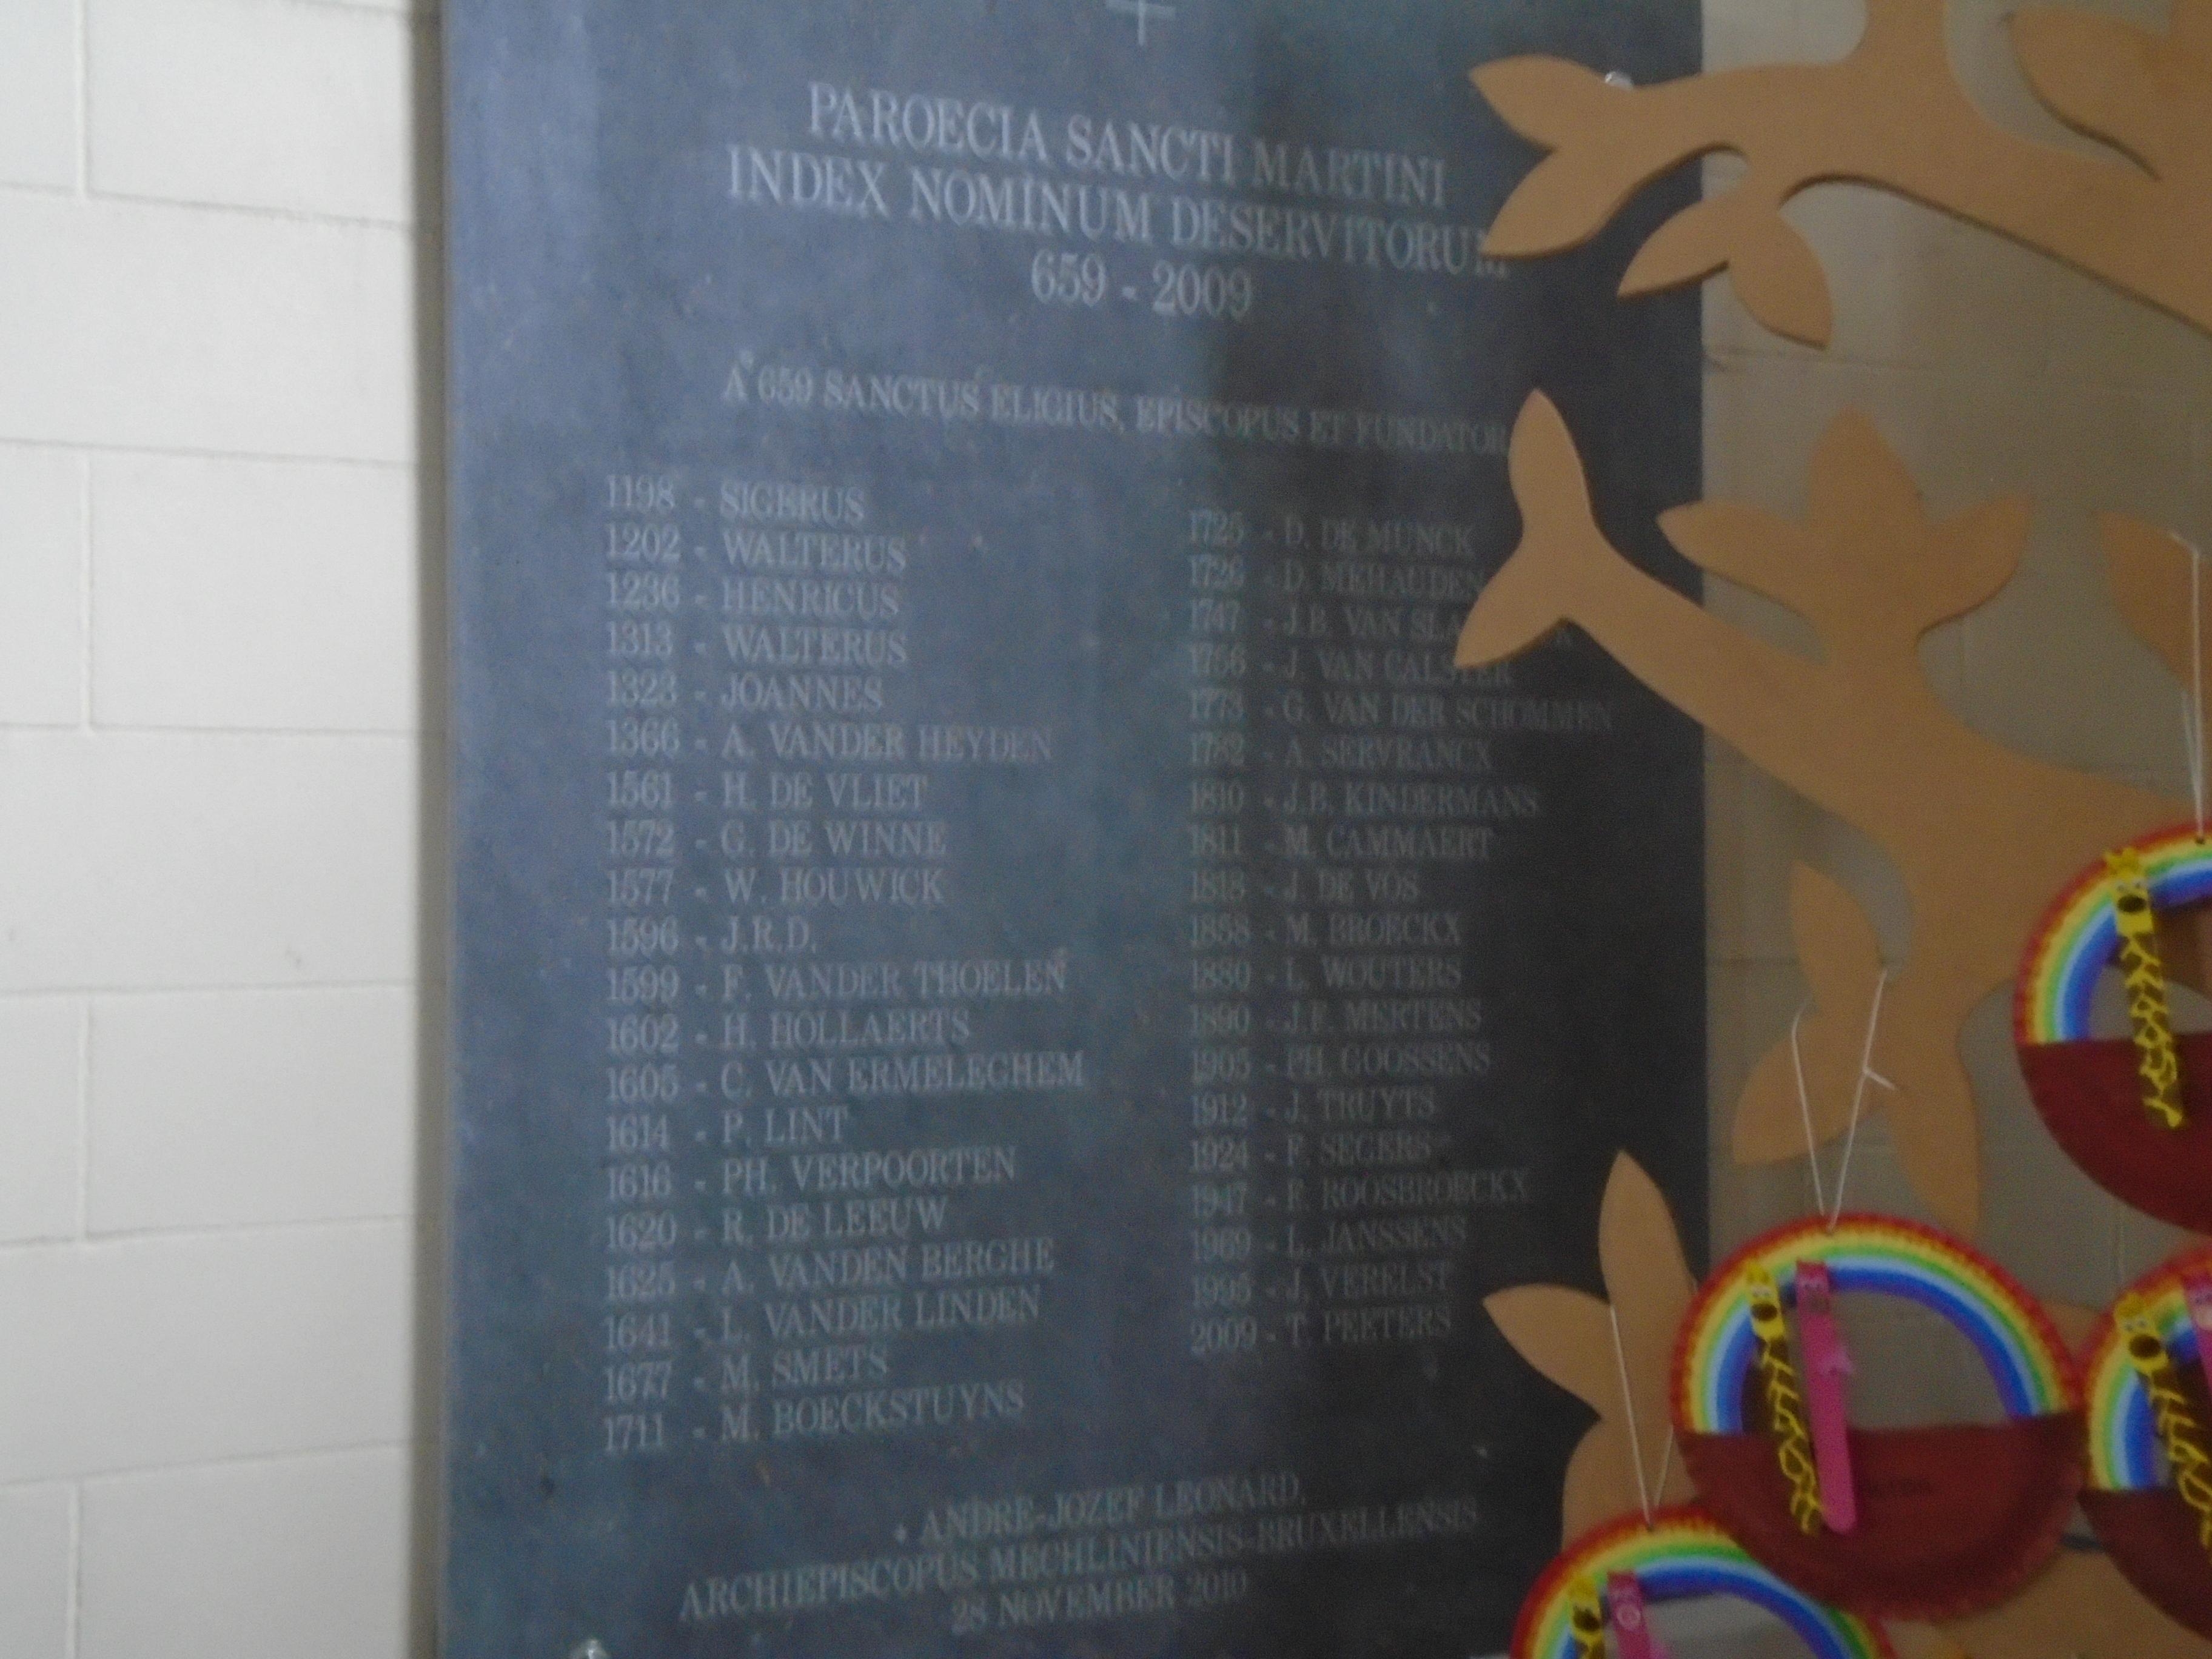 PAROECIA SANCTI MARTINI
INDEX NOMINUM DESERVITORUM
659 - 2009
A° 659 SANCTUS ELIGIUS, EPISCOPUS ET FUNDATOR
1198 - SIGERUS
1202 - WALTERUS
1236 - HENRICUS
1313 - WALTERUS
1323 - JOANNES
1366 - A. VANDER HEYDEN
1561 - H. DE VLIET
1572 - G. DE WINNE
1577 - W. HOUWICK
1596 - J.R.D.
1599 - F. VANDER THOELEN
1602 - H. HOLLAERTS
1605 - C. VAN ERMELEGHEM
1614 - P. LINT
1616 - PH. VERPOORTEN
1620 - R. DE LEEUW
1625 - A. VANDEN BERGHE
1641 - L. VANDER LINDEN
1677 - M. SMETS
1711 - M. BOECKSTUYNS
1725 - D. DE MUNCK
1726 - D. MEHAUDEN
1747 - J.B. VAN
1756 - J. VAN CALSTER
1773 - G. VAN DER SCHOMMEN
1782 - A. SERVRANCX
1810 - J.B. KINDERMANS
1811 - M. CAMMAERT
1818 - J. DE VOS
1858 - M. BROECKX
1880 - L. WOUTERS
1890 - J.F. MERTENS
1905 - PH. GOOSSENS
1912 - J. TRUYTS
1924 - F. SEGERS
1947 - F. ROOSBROECKX
1969 - L. JANSSENS
1995 - J. VERELST
2009 - T. PEETERS
ANDRE-JOZEF LEONARD,
ARCHIEPISCOPUS MECHLINIENSIS-BRUXELLENSIS
28 NOVEMBER 2010